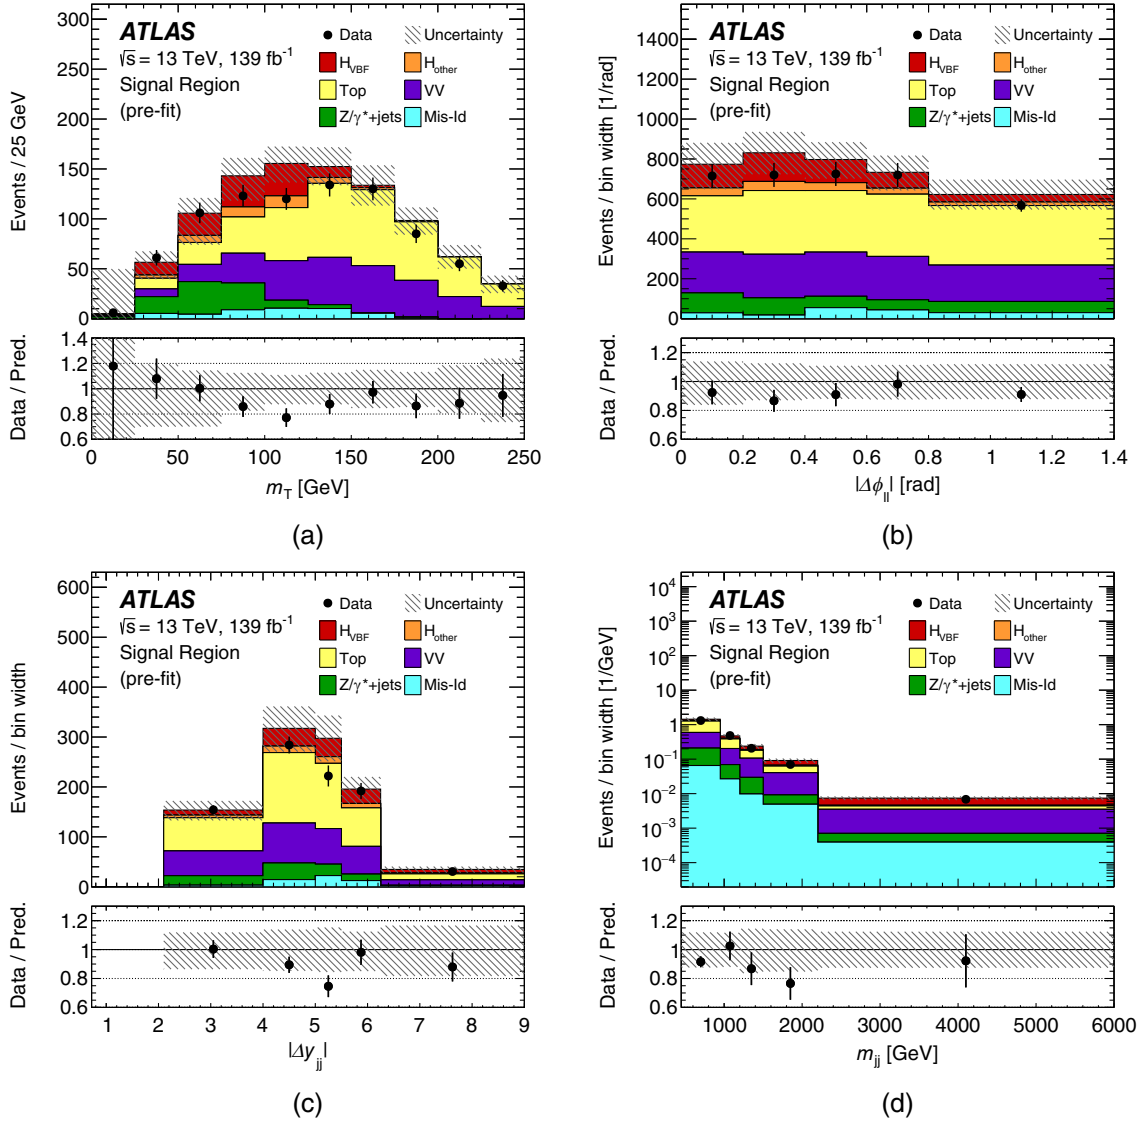 ATLAS
√s = 13 TeV, 139 fb⁻¹
Signal Region
(pre-fit)
Data
Uncertainty
H_VBF
H_other
Top
VV
Z/γ*+jets
Mis-Id
Events / 25 GeV
300
250
200
150
100
50
0
Data / Pred.
1.4
1.2
1
0.8
0.6
0 50 100 150 200 250
m_T [GeV]
(a)
ATLAS
√s = 13 TeV, 139 fb⁻¹
Signal Region
(pre-fit)
Data
Uncertainty
H_VBF
H_other
Top
VV
Z/γ*+jets
Mis-Id
Events / bin width [1/rad]
1400
1200
1000
800
600
400
200
0
Data / Pred.
1.2
1
0.8
0.6
0 0.2 0.4 0.6 0.8 1 1.2 1.4
|Δϕ_ll| [rad]
(b)
ATLAS
√s = 13 TeV, 139 fb⁻¹
Signal Region
(pre-fit)
Data
Uncertainty
H_VBF
H_other
Top
VV
Z/γ*+jets
Mis-Id
Events / bin width
600
500
400
300
200
100
0
Data / Pred.
1.2
1
0.8
0.6
1 2 3 4 5 6 7 8 9
|Δy_jj|
(c)
ATLAS
√s = 13 TeV, 139 fb⁻¹
Signal Region
(pre-fit)
Data
Uncertainty
H_VBF
H_other
Top
VV
Z/γ*+jets
Mis-Id
Events / bin width [1/GeV]
10⁴
10³
10²
10
1
10⁻¹
10⁻²
10⁻³
10⁻⁴
Data / Pred.
1.2
1
0.8
0.6
1000 2000 3000 4000 5000 6000
m_jj [GeV]
(d)